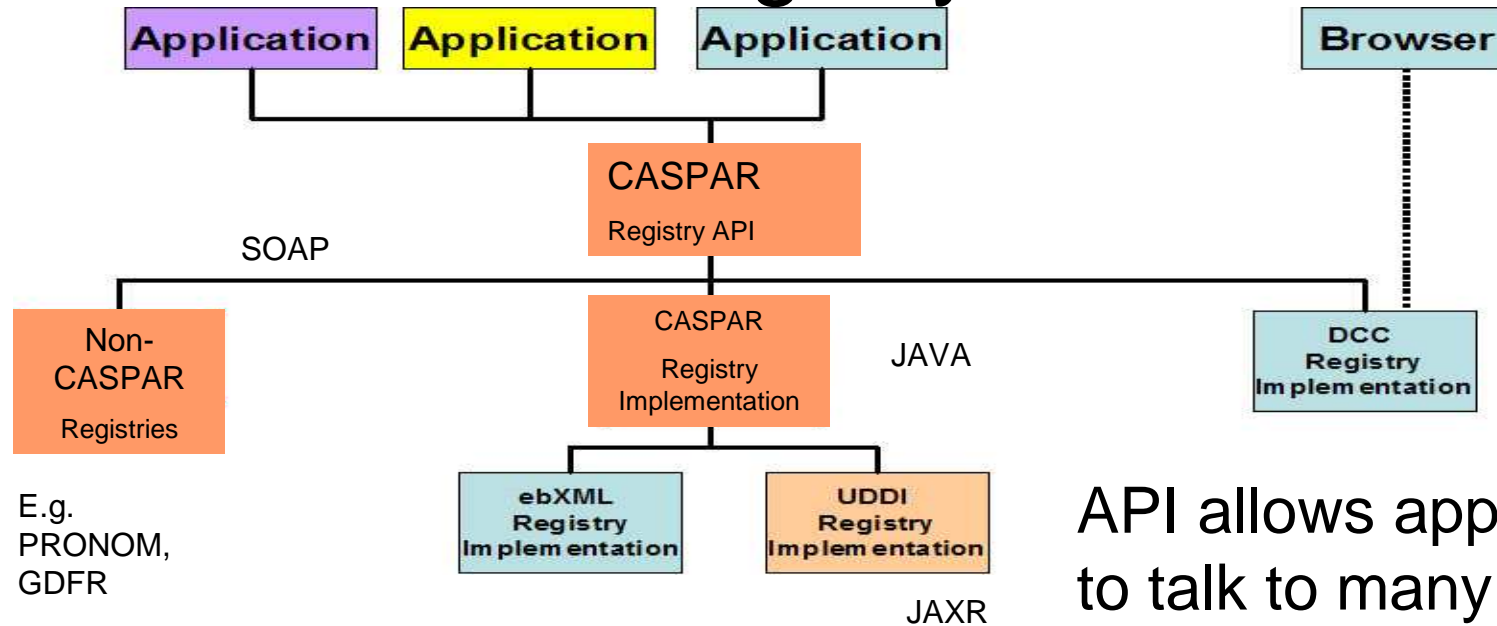 Application Application Application Browser
CASPAR
Registry API
SOAP
Non-
CASPAR
Registries
CASPAR
Registry
Implementation
JAVA
DCC
Registry
Implementation
E.g.
PRONOM,
GDFR
ebXML
Registry
Implementation
UDDI
Registry
Implementation
JAXR
API allows app
to talk to many